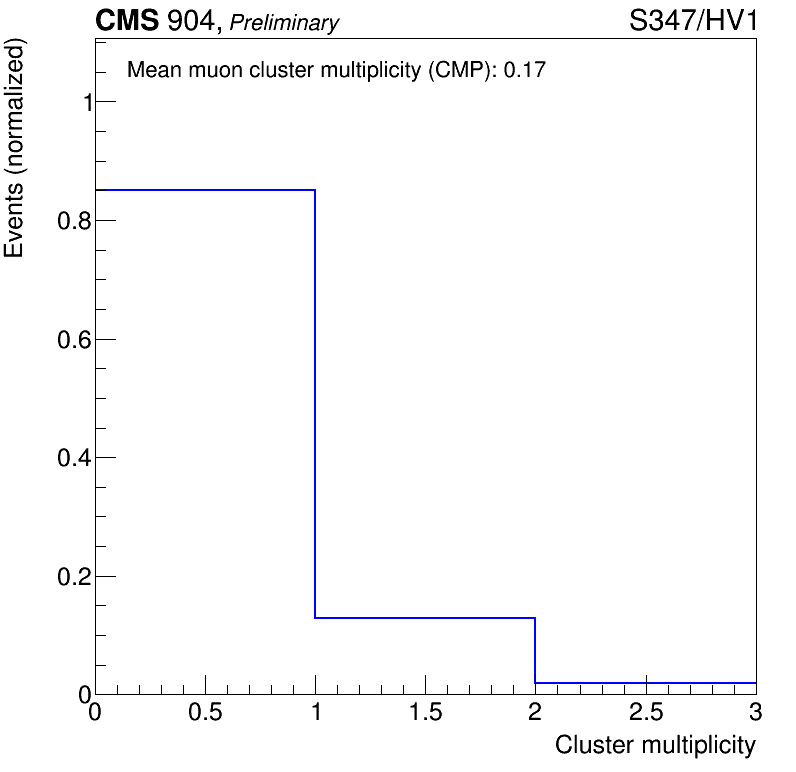 CMS 904, Preliminary
S347/HV1
Mean muon cluster multiplicity (CMP): 0.17
Events (normalized)
1
0.8
0.6
0.4
0.2
0
0 0.5 1 1.5 2 2.5 3
Cluster multiplicity